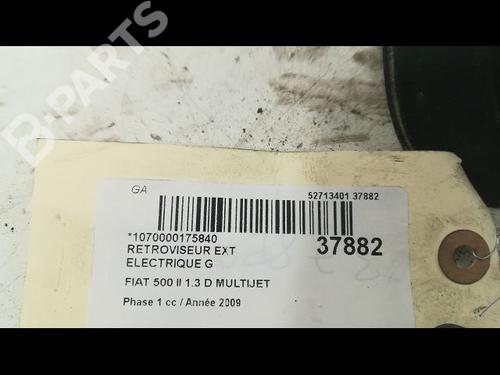 B-PARTS
GA
52713401 37882
*1070000175840
37882
RETROVISEUR EXT
ELECTRIQUE G
FIAT 500 II 1.3 D MULTIJET
Phase 1 cc / Année 2009